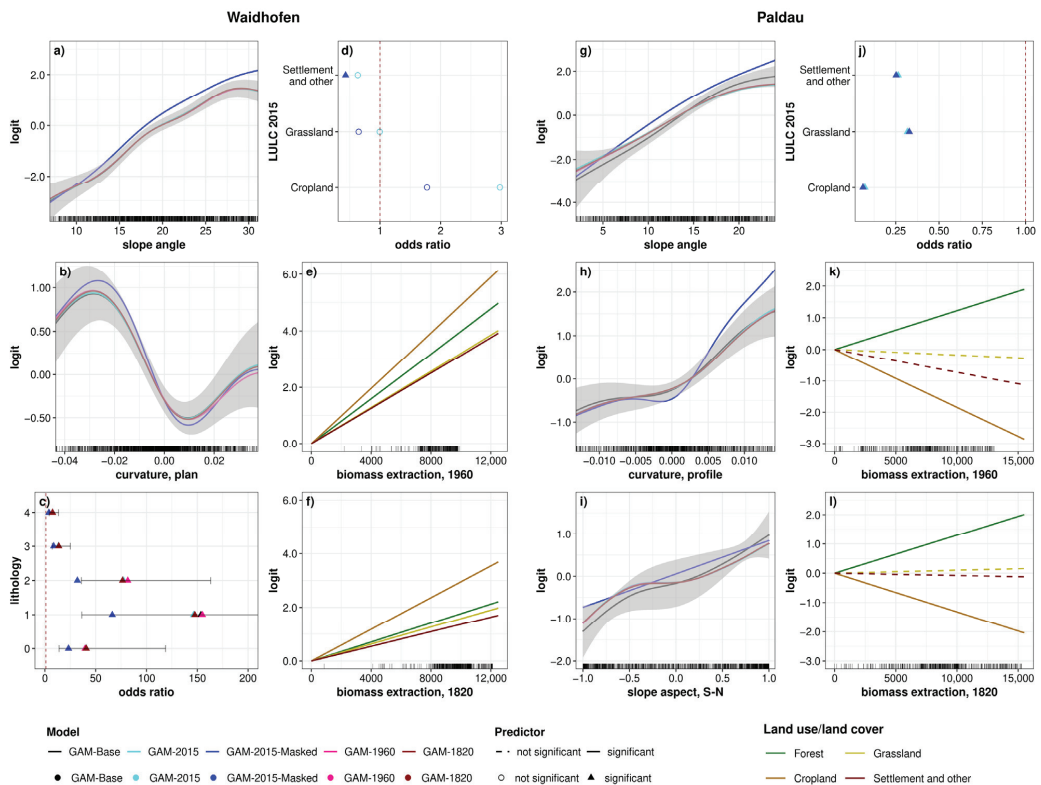 Waidhofen
Paldau
a)
logit
2.0
0.0
−2.0
10
15
20
25
30
slope angle
d)
LULC 2015
Settlement
and other
Grassland
Cropland
1
2
3
odds ratio
g)
logit
2.0
0.0
−2.0
−4.0
5
10
15
20
slope angle
j)
LULC 2015
Settlement
and other
Grassland
Cropland
0.25
0.50
0.75
1.00
odds ratio
b)
logit
1.00
0.50
0.00
−0.50
−0.04
−0.02
0.00
0.02
curvature, plan
e)
logit
6.0
4.0
2.0
0.0
0
4000
8000
12,000
biomass extraction, 1960
h)
logit
2.0
1.0
0.0
−1.0
−0.010
−0.005
0.000
0.005
0.010
curvature, profile
k)
logit
2.0
1.0
0.0
−1.0
−2.0
−3.0
0
5000
10,000
15,000
biomass extraction, 1960
c)
lithology
4
3
2
1
0
0
50
100
150
200
odds ratio
f)
logit
6.0
4.0
2.0
0.0
0
4000
8000
12,000
biomass extraction, 1820
i)
logit
2.0
1.0
0.0
−1.0
−2.0
−1.0
−0.5
0.0
0.5
1.0
slope aspect, S-N
l)
logit
2.0
1.0
0.0
−1.0
−2.0
−3.0
0
5000
10,000
15,000
biomass extraction, 1820
Model
GAM-Base
GAM-2015
GAM-2015-Masked
GAM-1960
GAM-1820
GAM-Base
GAM-2015
GAM-2015-Masked
GAM-1960
GAM-1820
Predictor
not significant
significant
not significant
significant
Land use/land cover
Forest
Grassland
Cropland
Settlement and other